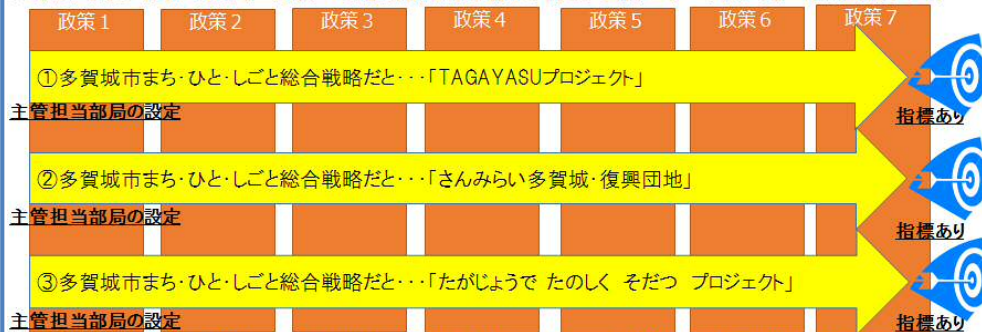 政策1 政策2 政策3 政策4 政策5 政策6 政策7
①多賀城市まち・ひと・しごと総合戦略だと・・・「TAGAYASUプロジェクト」
主管担当部局の設定 指標あり
②多賀城市まち・ひと・しごと総合戦略だと・・・「さんみらい多賀城・復興団地」
主管担当部局の設定 指標あり
③多賀城市まち・ひと・しごと総合戦略だと・・・「たがじょうで たのしく そだつ プロジェクト」
主管担当部局の設定 指標あり